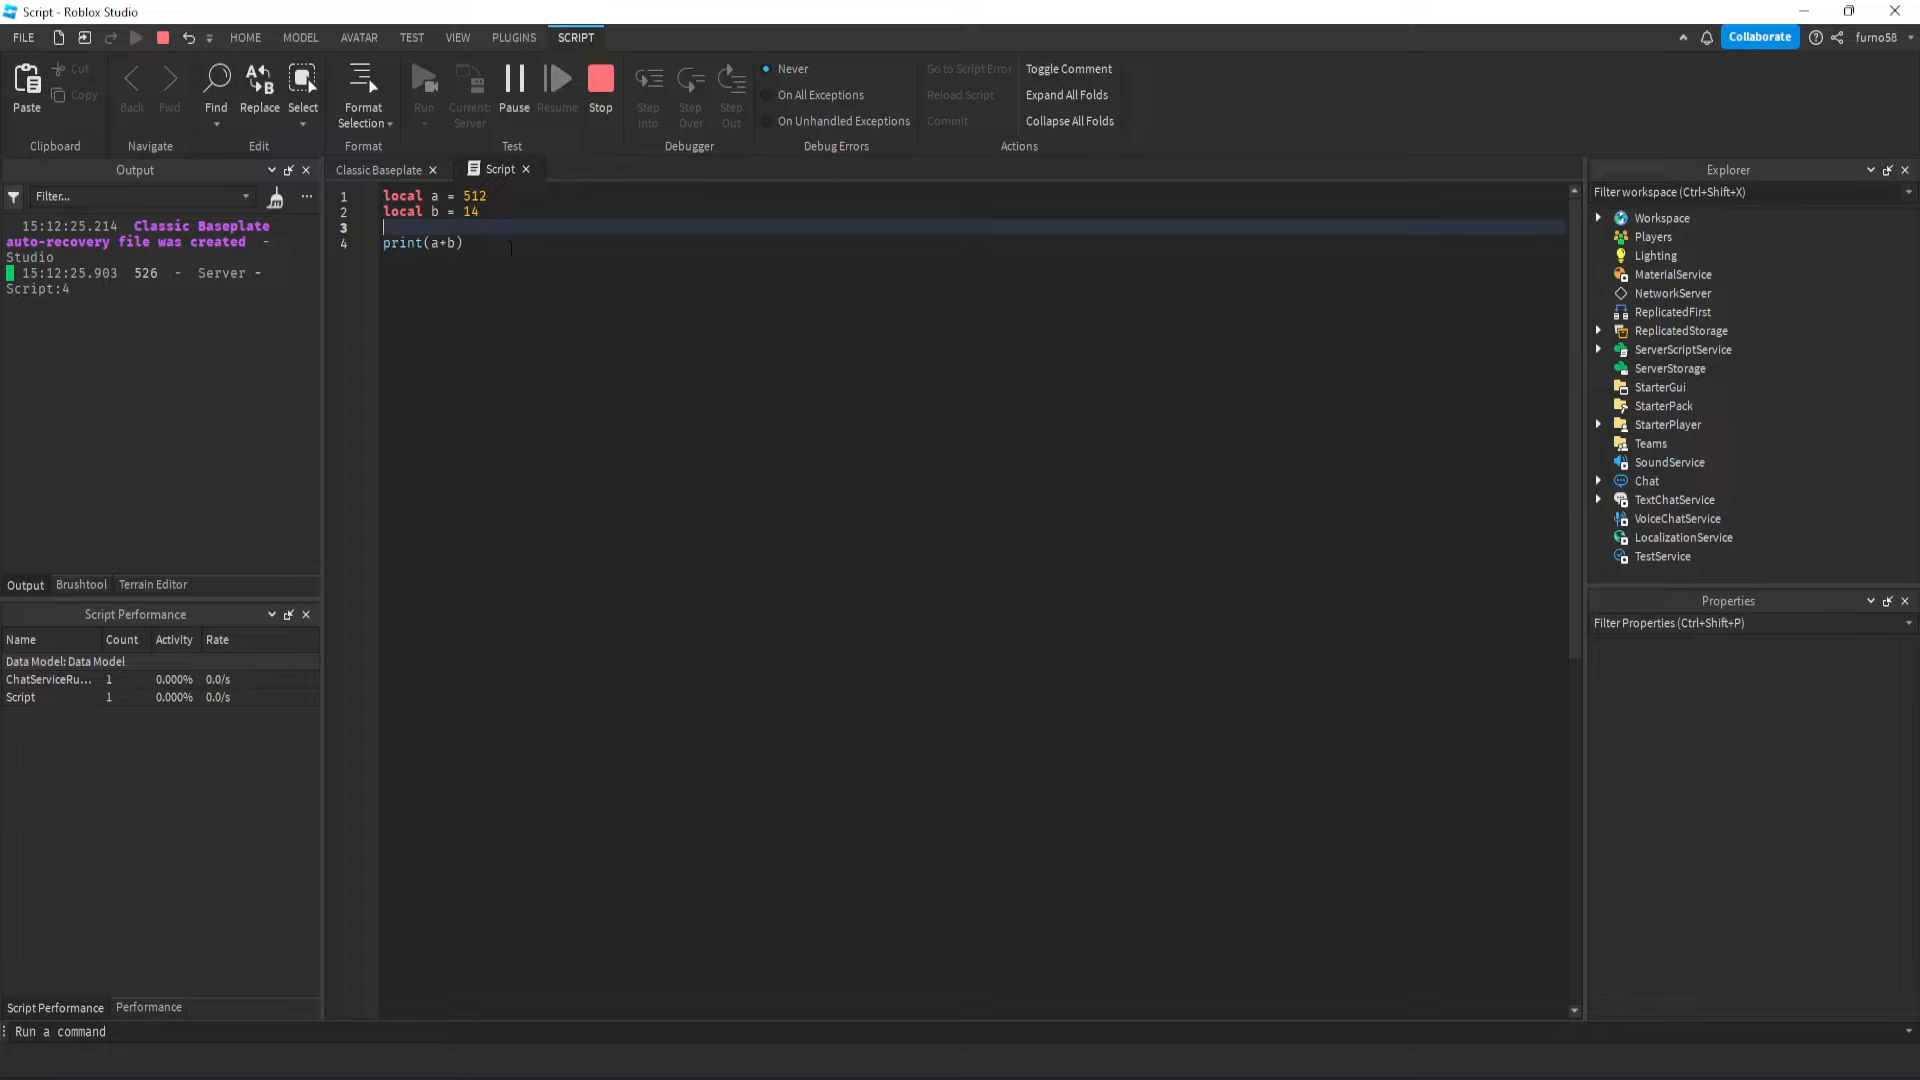 Script - Roblox Studio
FILE HOME MODEL AVATAR TEST VIEW PLUGINS SCRIPT Collaborate furno58
Paste Cut Copy
Clipboard
Back Fwd
Navigate
Find Replace Select
Edit
Format Selection
Format
Run Current: Server Pause Resume Stop
Test
Step Into Step Over Step Out
Debugger
Never
On All Exceptions
On Unhandled Exceptions
Debug Errors
Go to Script Error
Reload Script
Commit
Toggle Comment
Expand All Folds
Collapse All Folds
Actions
Output
Filter...
15:12:25.214 Classic Baseplate
auto-recovery file was created -
Studio
15:12:25.903 526 - Server -
Script:4
Output Brushtool Terrain Editor
Script Performance
Name Count Activity Rate
Data Model: Data Model
ChatServiceRu... 1 0.000% 0.0/s
Script 1 0.000% 0.0/s
Script Performance Performance
Classic Baseplate Script
1 local a = 512
2 local b = 14
3
4 print(a+b)
Explorer
Filter workspace (Ctrl+Shift+X)
Workspace
Players
Lighting
MaterialService
NetworkServer
ReplicatedFirst
ReplicatedStorage
ServerScriptService
ServerStorage
StarterGui
StarterPack
StarterPlayer
Teams
SoundService
Chat
TextChatService
VoiceChatService
LocalizationService
TestService
Properties
Filter Properties (Ctrl+Shift+P)
Run a command